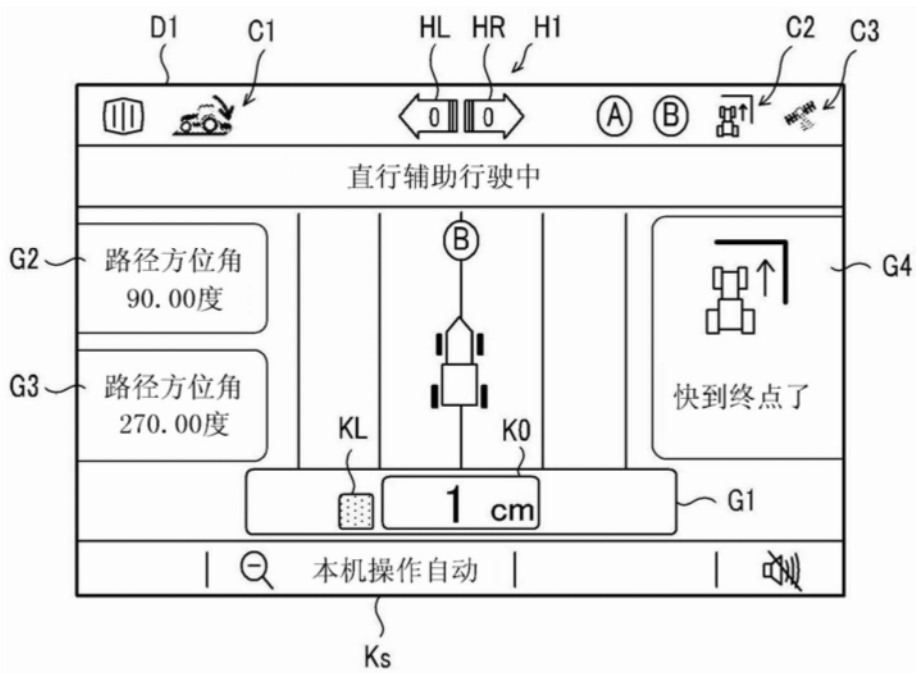 D1
C1
HL
HR
H1
C2
C3
0
0
A
B
直行辅助行驶中
G2
路径方位角
90.00度
B
G4
快到终点了
G3
路径方位角
270.00度
KL
K0
1 cm
G1
本机操作自动
Ks